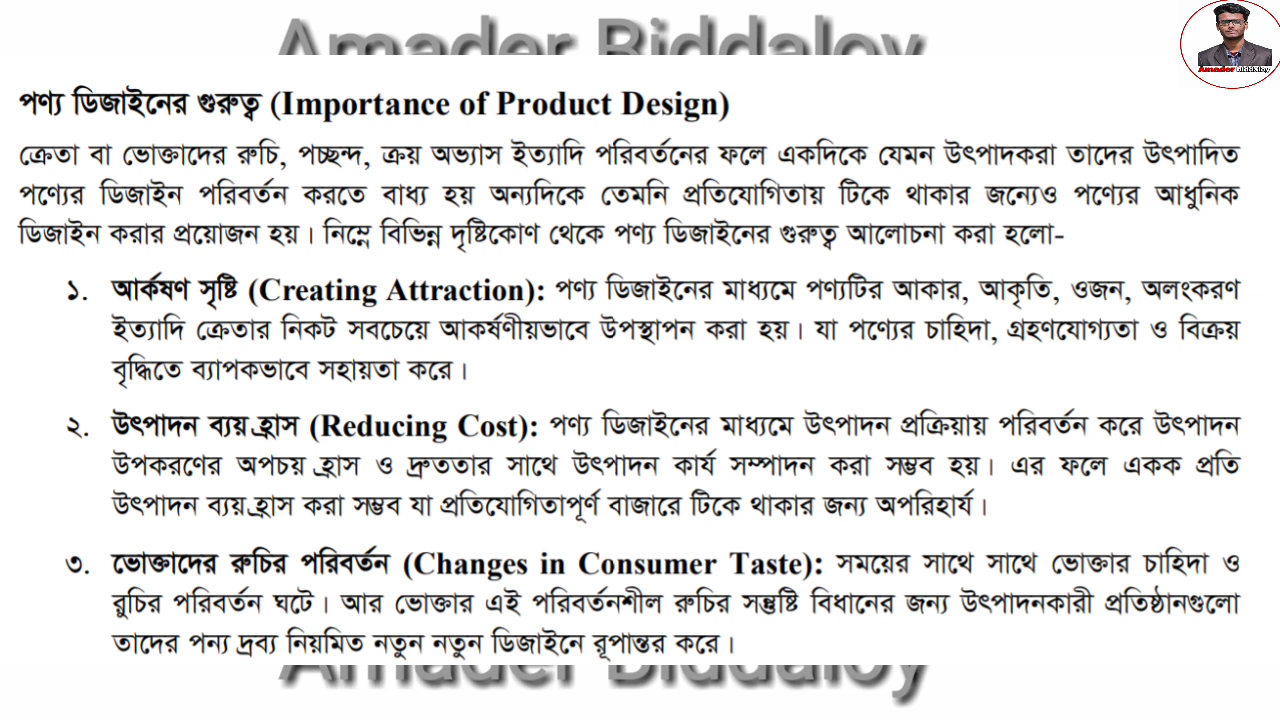 Amader Biddaloy
Amader Biddaloy
পণ্য ডিজাইনের গুরুত্ব (Importance of Product Design)
ক্রেতা বা ভোক্তাদের রুচি, পচ্ছন্দ, ক্রয় অভ্যাস ইত্যাদি পরিবর্তনের ফলে একদিকে যেমন উৎপাদকরা তাদের উৎপাদিত
পণ্যের ডিজাইন পরিবর্তন করতে বাধ্য হয় অন্যদিকে তেমনি প্রতিযোগিতায় টিকে থাকার জন্যেও পণ্যের আধুনিক
ডিজাইন করার প্রয়োজন হয়। নিম্নে বিভিন্ন দৃষ্টিকোণ থেকে পণ্য ডিজাইনের গুরুত্ব আলোচনা করা হলো-
১. আর্কষণ সৃষ্টি (Creating Attraction): পণ্য ডিজাইনের মাধ্যমে পণ্যটির আকার, আকৃতি, ওজন, অলংকরণ
ইত্যাদি ক্রেতার নিকট সবচেয়ে আকর্ষণীয়ভাবে উপস্থাপন করা হয়। যা পণ্যের চাহিদা, গ্রহণযোগ্যতা ও বিক্রয়
বৃদ্ধিতে ব্যাপকভাবে সহায়তা করে।
২. উৎপাদন ব্যয় হ্রাস (Reducing Cost): পণ্য ডিজাইনের মাধ্যমে উৎপাদন প্রক্রিয়ায় পরিবর্তন করে উৎপাদন
উপকরণের অপচয় হ্রাস ও দ্রুততার সাথে উৎপাদন কার্য সম্পাদন করা সম্ভব হয়। এর ফলে একক প্রতি
উৎপাদন ব্যয় হ্রাস করা সম্ভব যা প্রতিযোগিতাপূর্ণ বাজারে টিকে থাকার জন্য অপরিহার্য।
৩. ভোক্তাদের রুচির পরিবর্তন (Changes in Consumer Taste): সময়ের সাথে সাথে ভোক্তার চাহিদা ও
রুচির পরিবর্তন ঘটে। আর ভোক্তার এই পরিবর্তনশীল রুচির সন্তুষ্টি বিধানের জন্য উৎপাদনকারী প্রতিষ্ঠানগুলো
তাদের পন্য দ্রব্য নিয়মিত নতুন নতুন ডিজাইনে রূপান্তর করে।
Amader Biddaloy